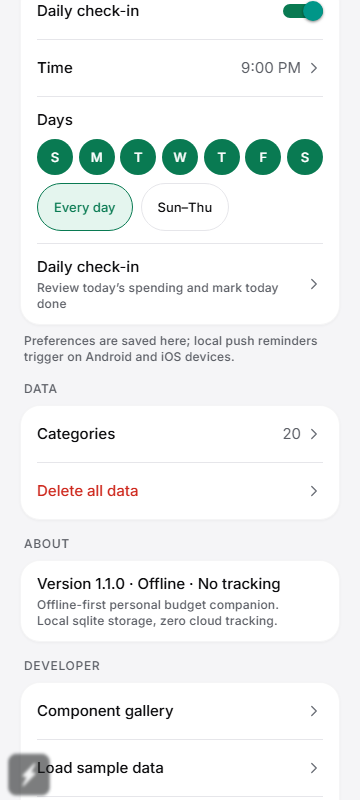 Daily check-in
Time
9:00 PM
Days
S M T W T F S
Every day
Sun–Thu
Daily check-in
Review today’s spending and mark today
done
Preferences are saved here; local push reminders
trigger on Android and iOS devices.
DATA
Categories
20
Delete all data
ABOUT
Version 1.1.0 · Offline · No tracking
Offline-first personal budget companion.
Local sqlite storage, zero cloud tracking.
DEVELOPER
Component gallery
Load sample data